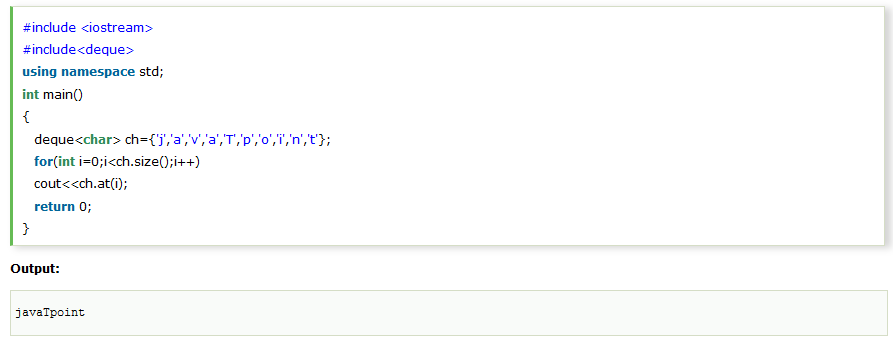 #include <iostream>
#include<deque>
using namespace std;
int main()
{
deque<char> ch={'j','a','v','a','T','p','o','i','n','t'};
for(int i=0;i<ch.size();i++)
cout<<ch.at(i);
return 0;
}
Output:
javaTpoint